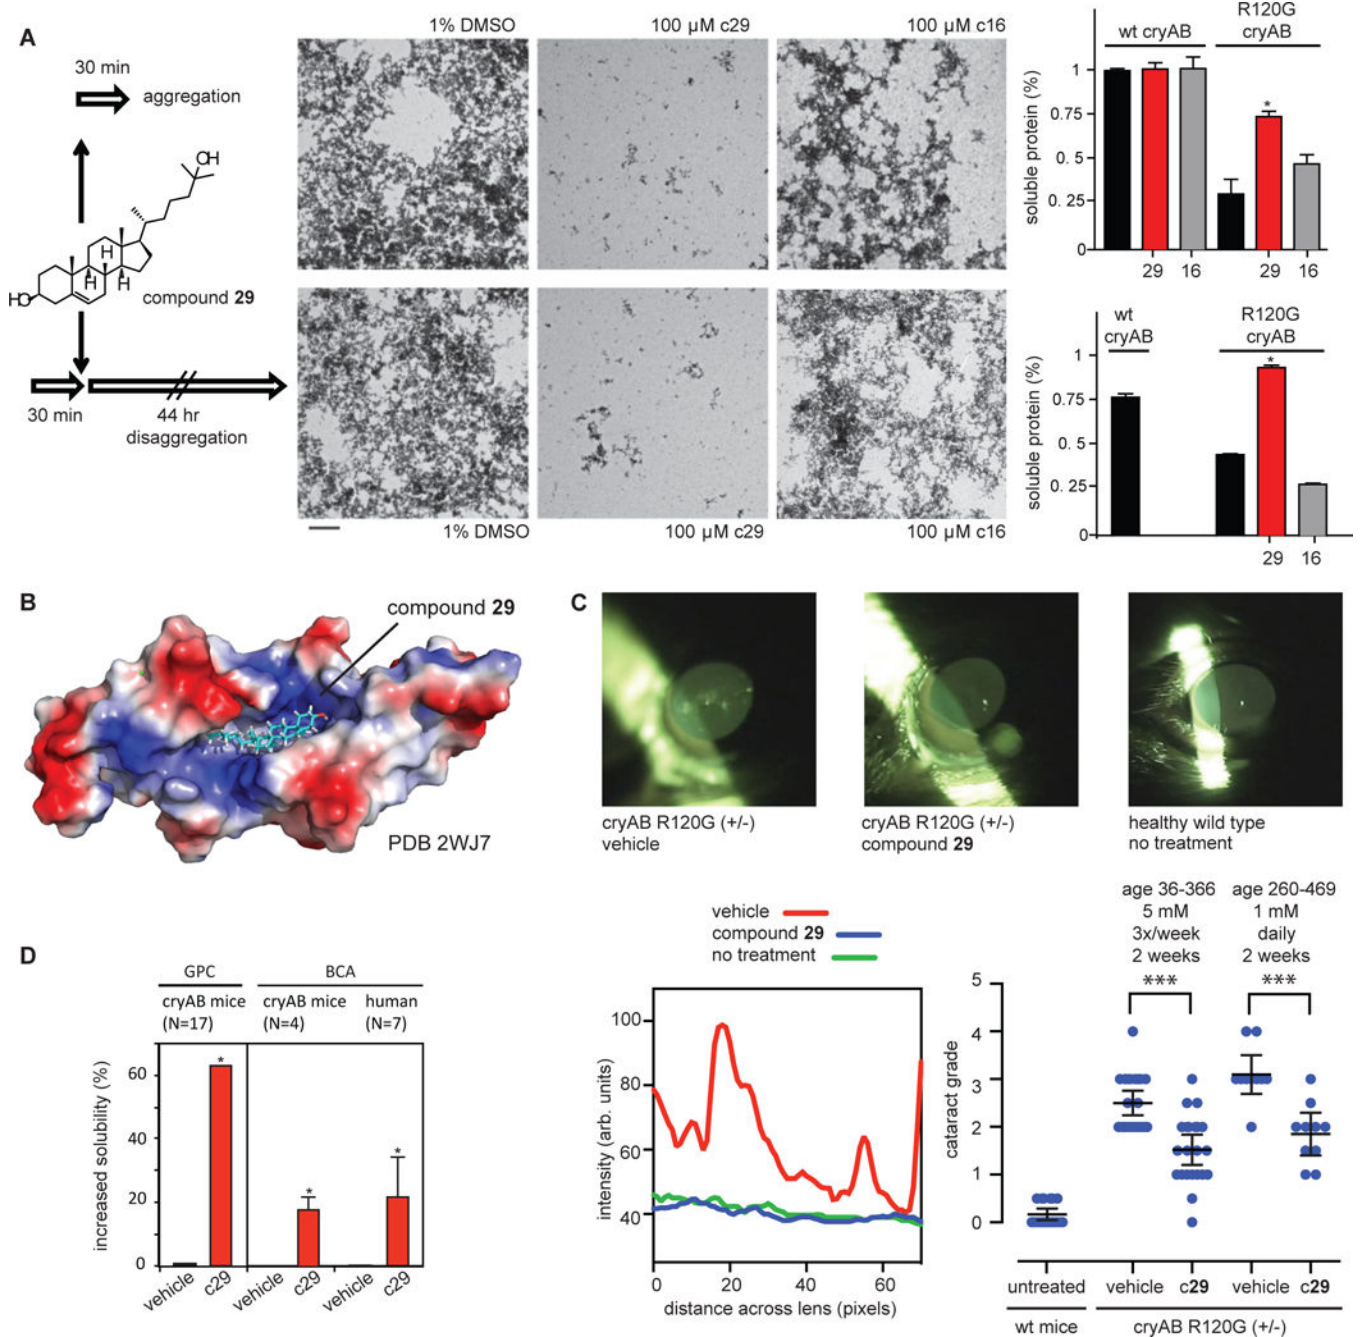 A
30 min
aggregation
OH
H
H
H
HO
compound 29
30 min
44 hr
disaggregation
1% DMSO
100 µM c29
100 µM c16
1% DMSO
100 µM c29
100 µM c16
wt cryAB
R120G
cryAB
soluble protein (%)
1
0.75
0.5
0.25
0
*
29
16
29
16
wt
cryAB
R120G
cryAB
soluble protein (%)
1
0.75
0.5
0.25
0
*
29
16
B
compound 29
PDB 2WJ7
C
cryAB R120G (+/-)
vehicle
cryAB R120G (+/-)
compound 29
healthy wild type
no treatment
vehicle
compound 29
no treatment
intensity (arb. units)
100
80
60
40
0
20
40
60
distance across lens (pixels)
age 36-366
5 mM
3x/week
2 weeks
***
age 260-469
1 mM
daily
2 weeks
***
cataract grade
5
4
3
2
1
0
untreated
vehicle
c29
vehicle
c29
wt mice
cryAB R120G (+/-)
D
GPC
BCA
cryAB mice
(N=17)
cryAB mice
(N=4)
human
(N=7)
increased solubility (%)
60
40
20
0
*
*
*
vehicle
c29
vehicle
c29
vehicle
c29